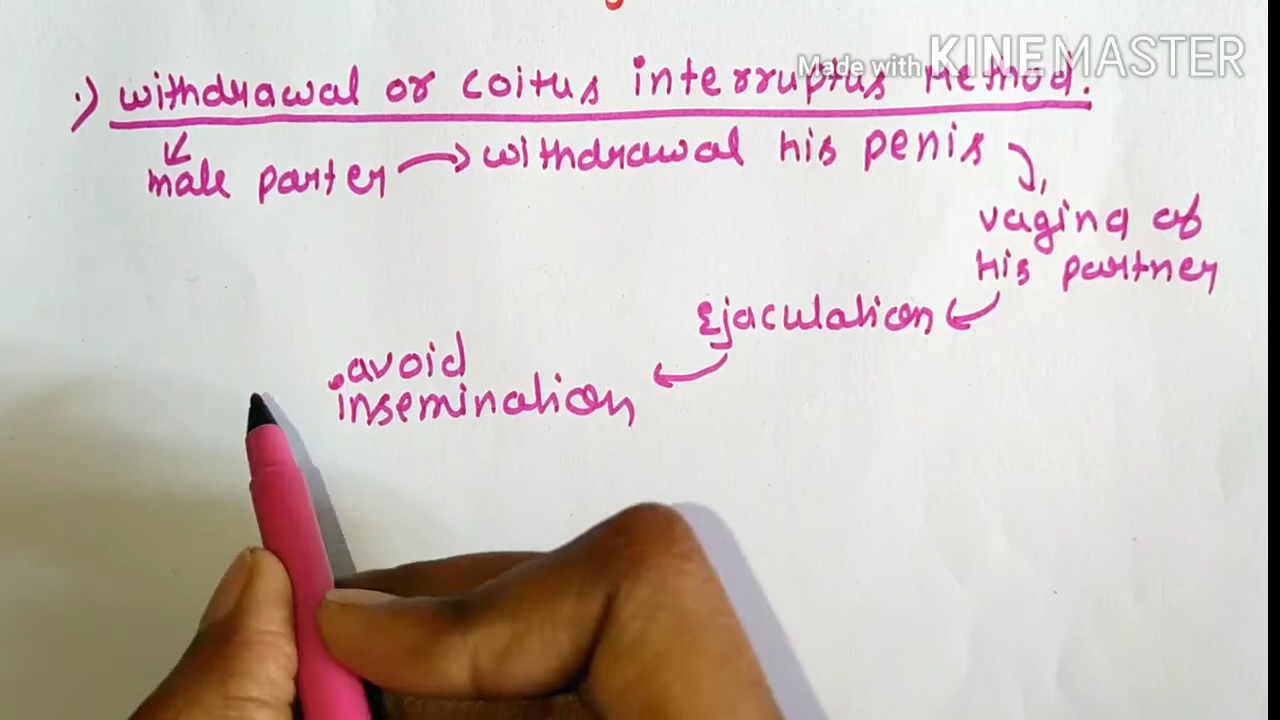 Made with KINEMASTER
.) withdrawal or coitus interruptus Method.
male parter → withdrawal his penis
vagina of
his partner
Ejaculation
.avoid
insemination